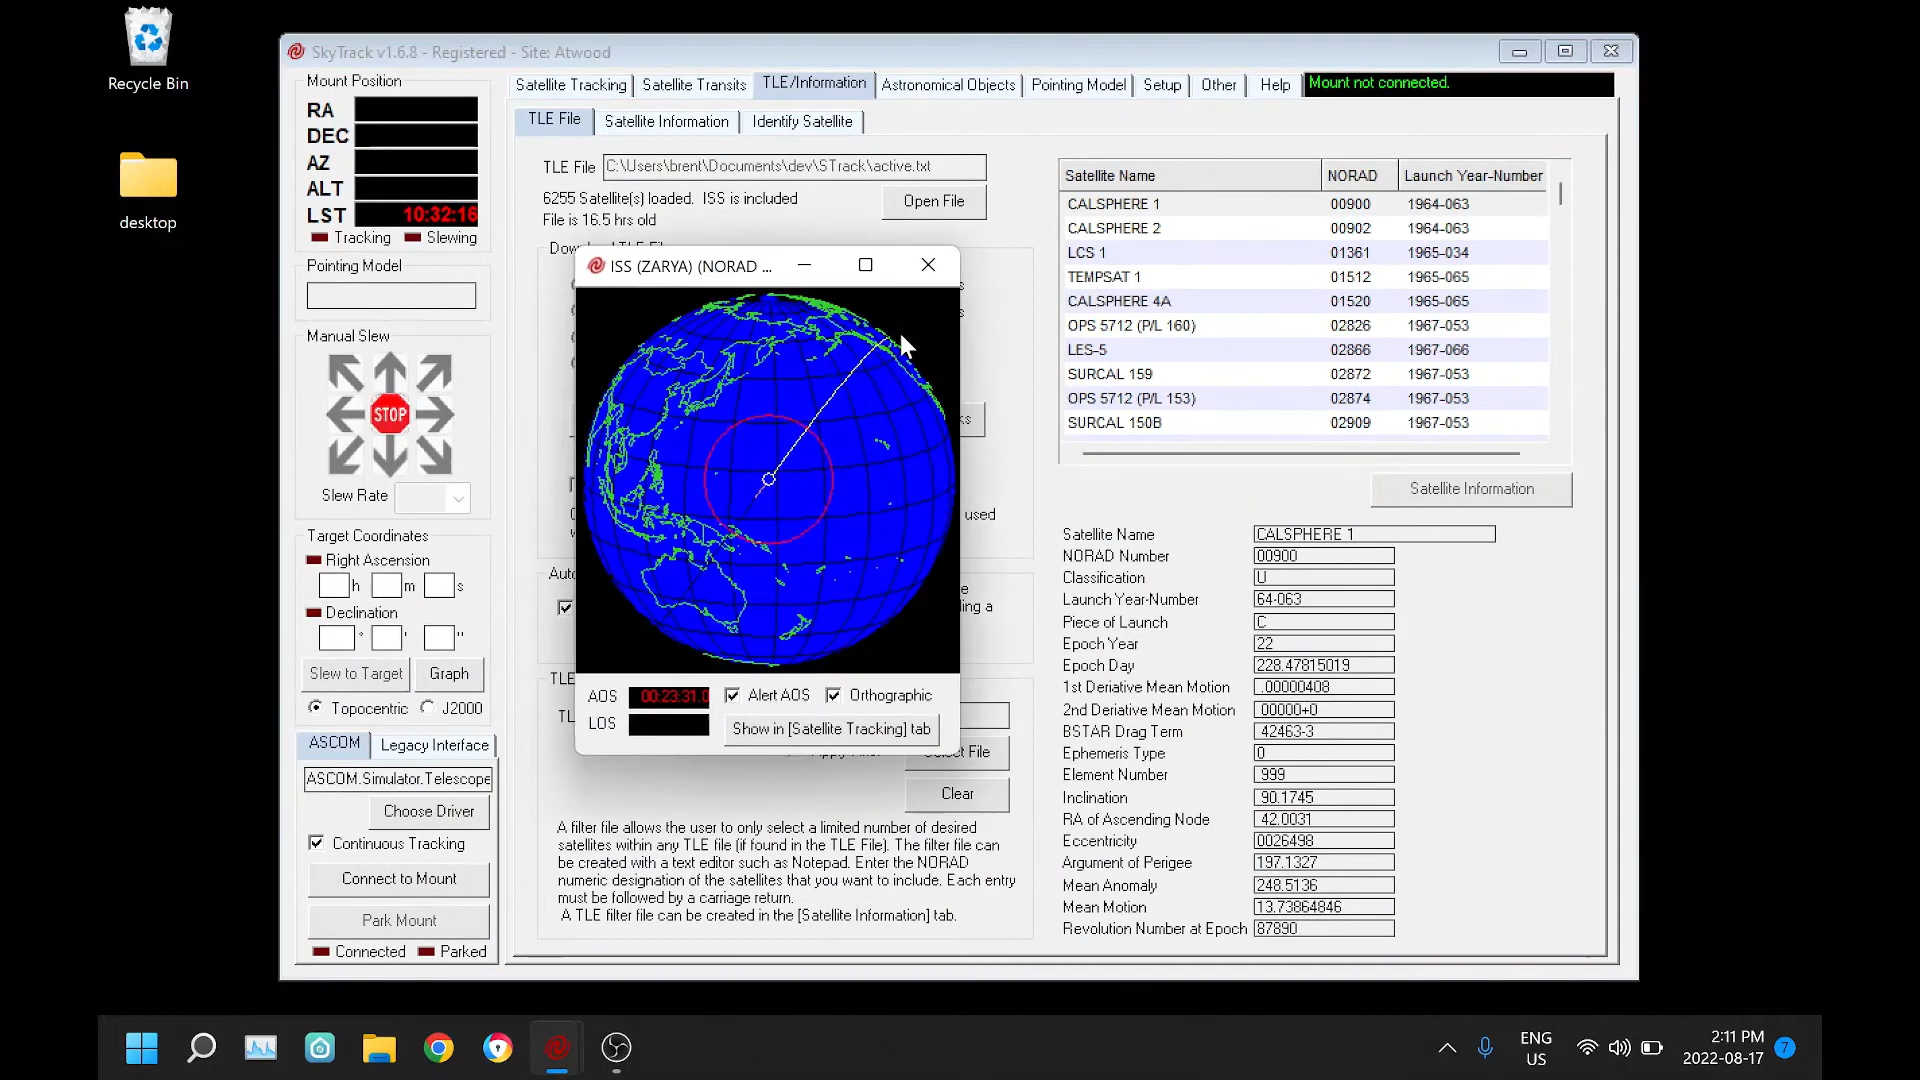 Recycle Bin
desktop
SkyTrack v1.6.8 - Registered - Site: Atwood
Mount Position
RA
DEC
AZ
ALT
LST 10:32:16
Tracking Slewing
Pointing Model
Manual Slew
STOP
Slew Rate
Target Coordinates
Right Ascension
h m s
Declination
° ' "
Slew to Target Graph
Topocentric J2000
ASCOM Legacy Interface
ASCOM.Simulator.Telescope
Choose Driver
Continuous Tracking
Connect to Mount
Park Mount
Connected Parked
Satellite Tracking Satellite Transits TLE/Information Astronomical Objects Pointing Model Setup Other Help Mount not connected.
TLE File Satellite Information Identify Satellite
TLE File C:\Users\brent\Documents\dev\STrack\active.txt
6255 Satellite(s) loaded. ISS is included
File is 16.5 hrs old
Open File
ISS (ZARYA) (NORAD ...
used
ing a
AOS 00:23:31.0 Alert AOS Orthographic
LOS
Show in [Satellite Tracking] tab
Clear
A filter file allows the user to only select a limited number of desired
satellites within any TLE file (if found in the TLE File). The filter file can
be created with a text editor such as Notepad. Enter the NORAD
numeric designation of the satellites that you want to include. Each entry
must be followed by a carriage return.
A TLE filter file can be created in the [Satellite Information] tab.
Satellite Name NORAD Launch Year-Number
CALSPHERE 1 00900 1964-063
CALSPHERE 2 00902 1964-063
LCS 1 01361 1965-034
TEMPSAT 1 01512 1965-065
CALSPHERE 4A 01520 1965-065
OPS 5712 (P/L 160) 02826 1967-053
LES-5 02866 1967-066
SURCAL 159 02872 1967-053
OPS 5712 (P/L 153) 02874 1967-053
SURCAL 150B 02909 1967-053
Satellite Information
Satellite Name CALSPHERE 1
NORAD Number 00900
Classification U
Launch Year-Number 64-063
Piece of Launch C
Epoch Year 22
Epoch Day 228.47815019
1st Deriative Mean Motion .00000408
2nd Deriative Mean Motion 00000+0
BSTAR Drag Term 42463-3
Ephemeris Type 0
Element Number 999
Inclination 90.1745
RA of Ascending Node 42.0031
Eccentricity 0026498
Argument of Perigee 197.1327
Mean Anomaly 248.5136
Mean Motion 13.73864846
Revolution Number at Epoch 87890
ENG
US
2:11 PM
2022-08-17
7